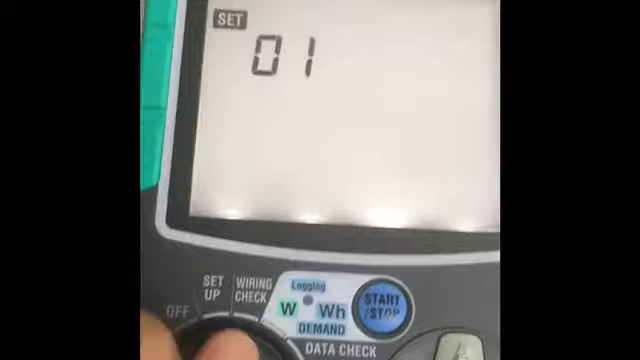 SET
01
SET UP
WIRING CHECK
OFF
Logging
W Wh
DEMAND
START /STOP
DATA CHECK